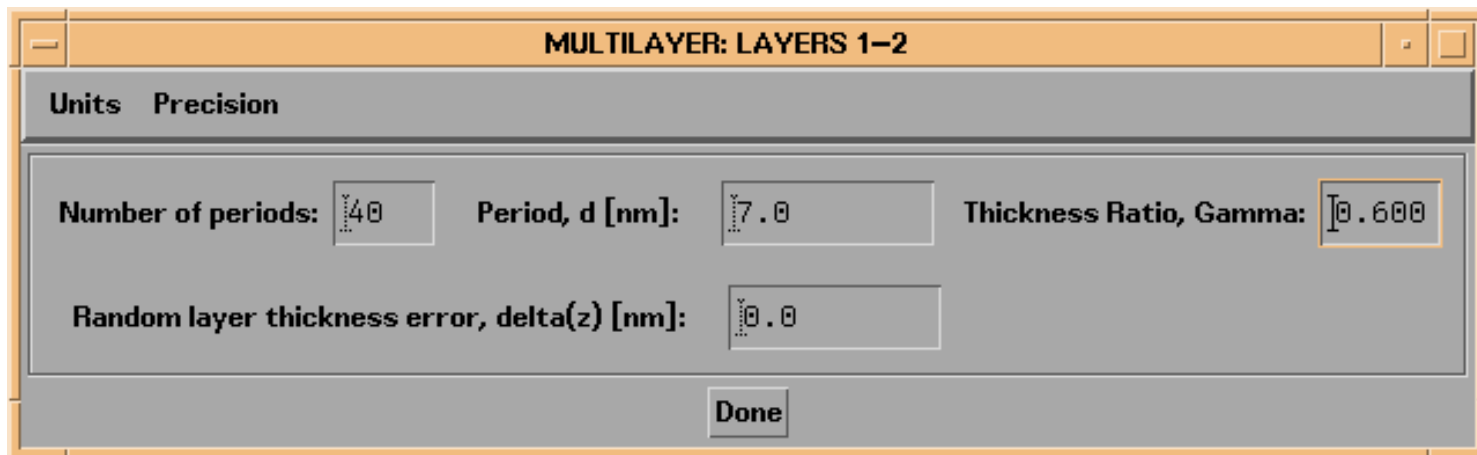 MULTILAYER: LAYERS 1–2
Units Precision
Number of periods: 40 Period, d [nm]: 7.0 Thickness Ratio, Gamma: 0.600
Random layer thickness error, delta(z) [nm]: 0.0
Done